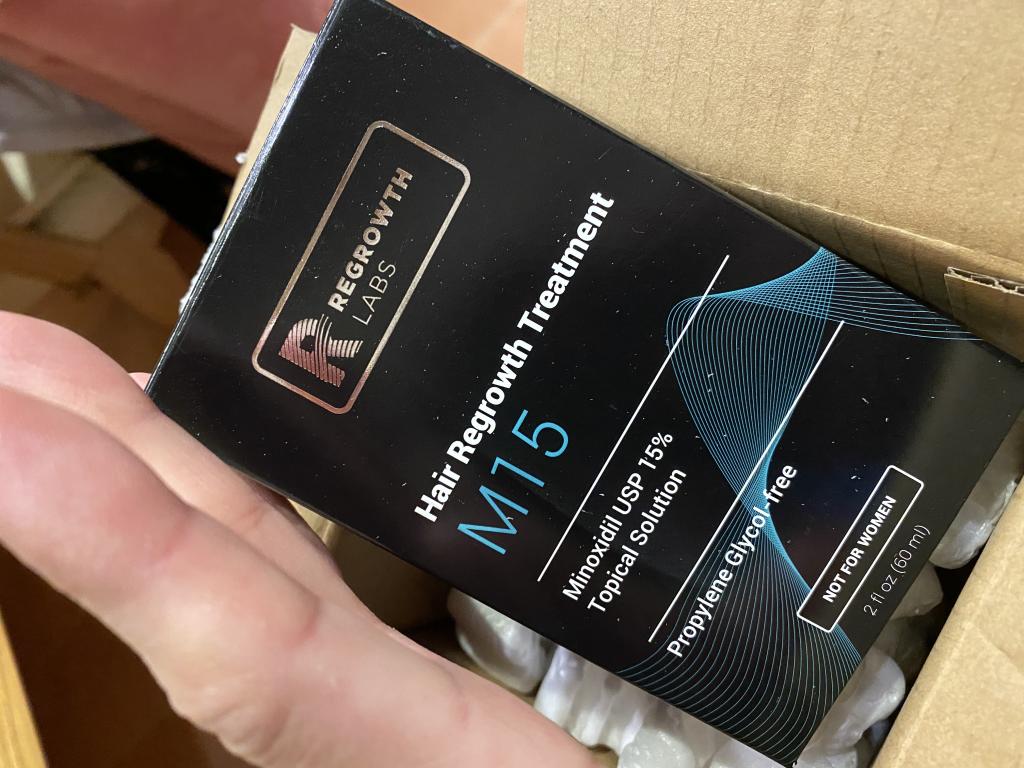 REGROWTH
LABS
Hair Regrowth Treatment
M15
Minoxidil USP 15%
Topical Solution
Propylene Glycol-free
NOT FOR WOMEN
2 fl oz (60 ml)